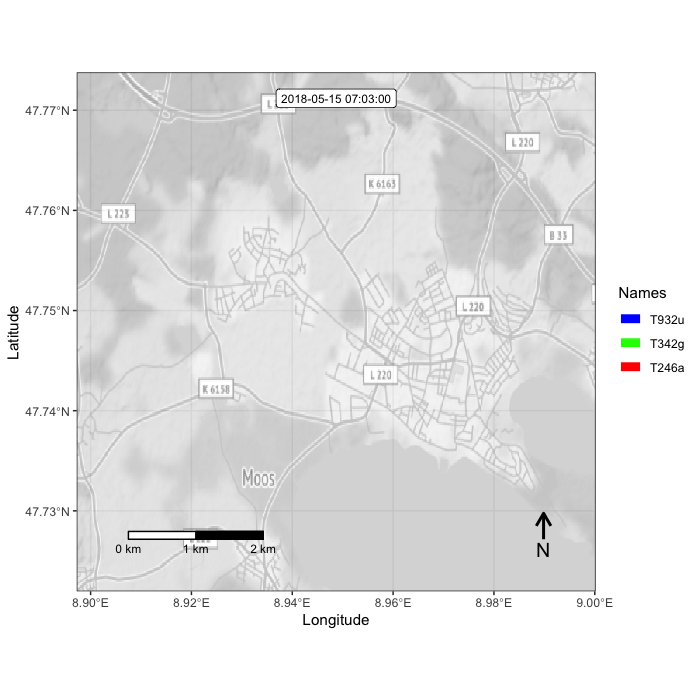 2018-05-15 07:03:00
47.77°N
L 220
K 6163
47.76°N
L 223
B 33
Names
47.75°N
L 220
T932u
Latitude
T342g
L 220
T246a
K 6158
47.74°N
Moos
47.73°N
0 km
1 km
2 km
N
8.90°E
8.92°E
8.94°E
8.96°E
8.98°E
9.00°E
Longitude